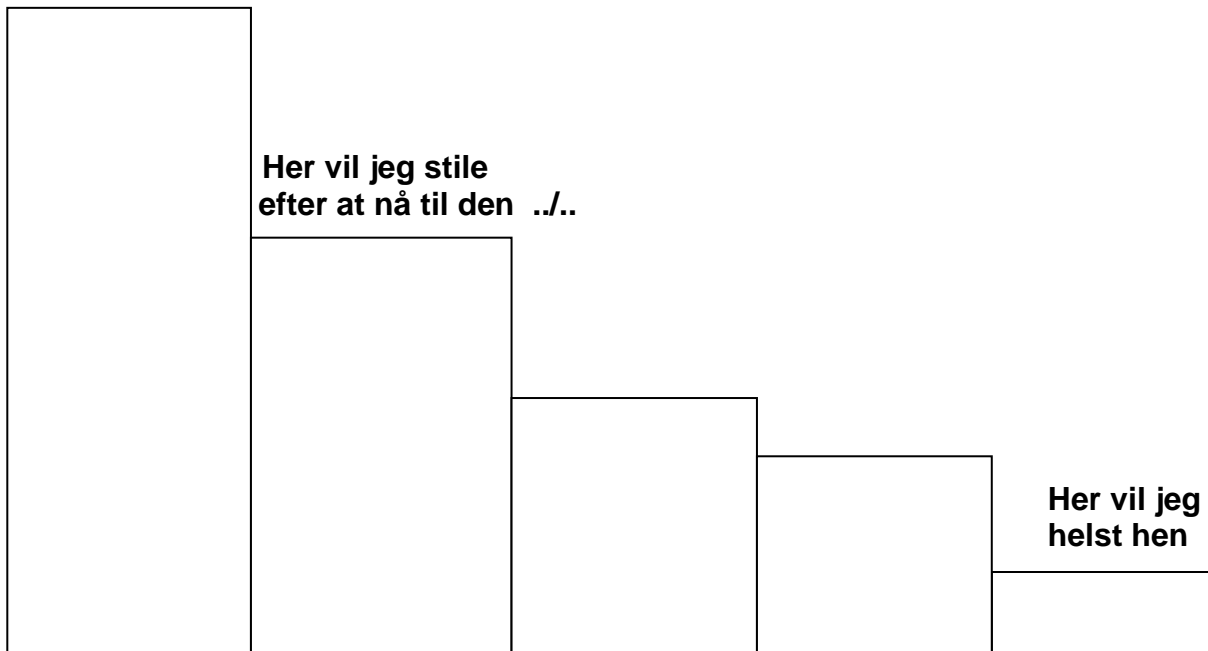 Her vil jeg stile
efter at nå til den ../..
Her vil jeg
helst hen